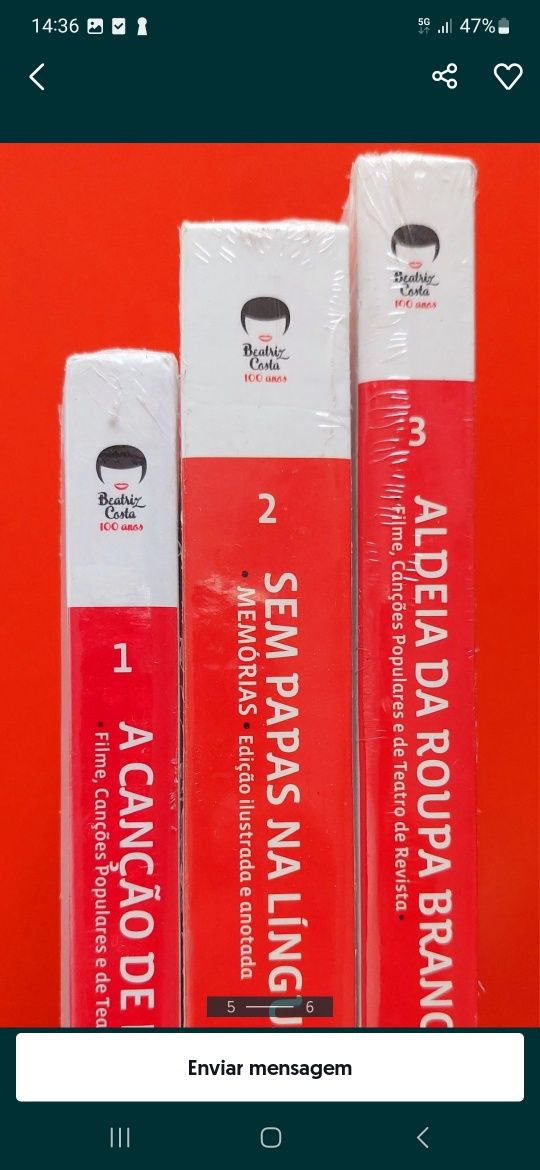 14:36
5G
47%
Beatriz
Costa
100 anos
1
A CANÇÃO DE
• Filme, Canções Populares e de Tea
Beatriz
Costa
100 anos
2
SEM PAPAS NA LÍNGU
• MEMÓRIAS • Edição ilustrada e anotada
Beatriz
Costa
100 anos
3
ALDEIA DA ROUPA BRANC
• Filme, Canções Populares e de Teatro de Revista •
5
6
Enviar mensagem